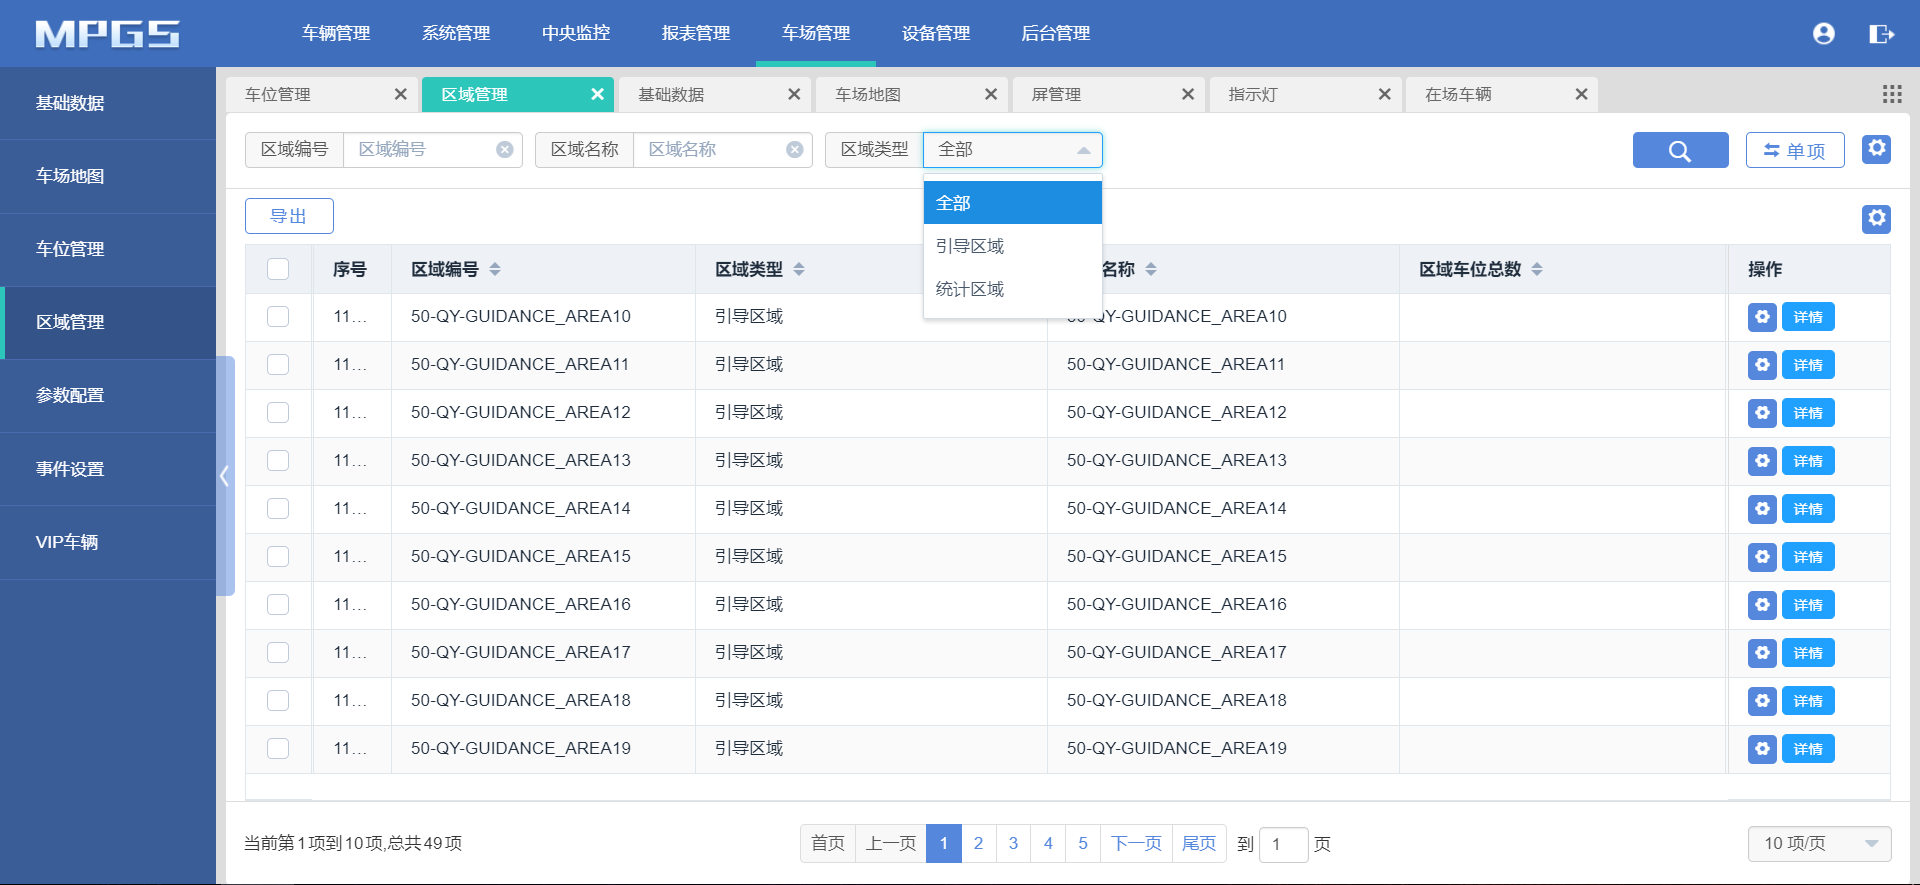 MPGS
车辆管理 系统管理 中央监控 报表管理 车场管理 设备管理 后台管理
基础数据
车场地图
车位管理
区域管理
参数配置
事件设置
VIP车辆
车位管理 区域管理 基础数据 车场地图 屏管理 指示灯 在场车辆
区域编号 区域编号 区域名称 区域名称 区域类型 全部 单项
全部
引导区域
统计区域
导出
序号 区域编号 区域类型 名称 区域车位总数 操作
11... 50-QY-GUIDANCE_AREA10 引导区域 50-QY-GUIDANCE_AREA10 详情
11... 50-QY-GUIDANCE_AREA11 引导区域 50-QY-GUIDANCE_AREA11 详情
11... 50-QY-GUIDANCE_AREA12 引导区域 50-QY-GUIDANCE_AREA12 详情
11... 50-QY-GUIDANCE_AREA13 引导区域 50-QY-GUIDANCE_AREA13 详情
11... 50-QY-GUIDANCE_AREA14 引导区域 50-QY-GUIDANCE_AREA14 详情
11... 50-QY-GUIDANCE_AREA15 引导区域 50-QY-GUIDANCE_AREA15 详情
11... 50-QY-GUIDANCE_AREA16 引导区域 50-QY-GUIDANCE_AREA16 详情
11... 50-QY-GUIDANCE_AREA17 引导区域 50-QY-GUIDANCE_AREA17 详情
11... 50-QY-GUIDANCE_AREA18 引导区域 50-QY-GUIDANCE_AREA18 详情
11... 50-QY-GUIDANCE_AREA19 引导区域 50-QY-GUIDANCE_AREA19 详情
当前第1项到10项,总共49项 首页 上一页 1 2 3 4 5 下一页 尾页 到 1 页 10 项/页